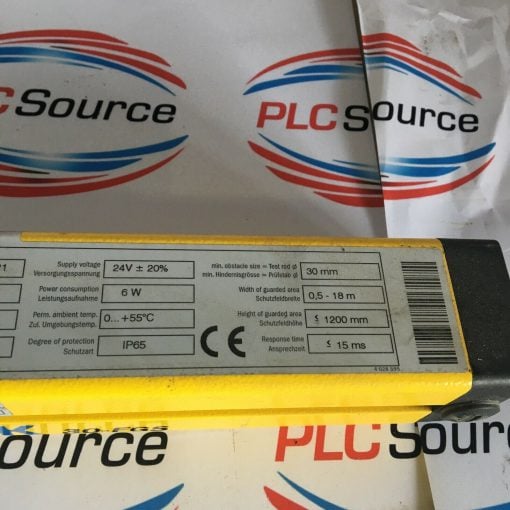 PLC Source
PLC Source
Supply voltage
Versorgungsspannung
24V ± 20%
Power consumption
Leistungsaufnahme
6 W
Perm. ambient temp.
Zul. Umgebungstemp.
0...+55°C
Degree of protection
Schutzart
IP65
CE
min. obstacle size = Test rod ϕ
min. Hindernisgrösse = Prüfstab ϕ
30 mm
Width of guarded area
Schutzfeldbreite
0,5 - 18 m
Height of guarded area
Schutzfeldhöhe
≤ 1200 mm
Response time
Ansprechzeit
≤ 15 ms
Source
PLC Source